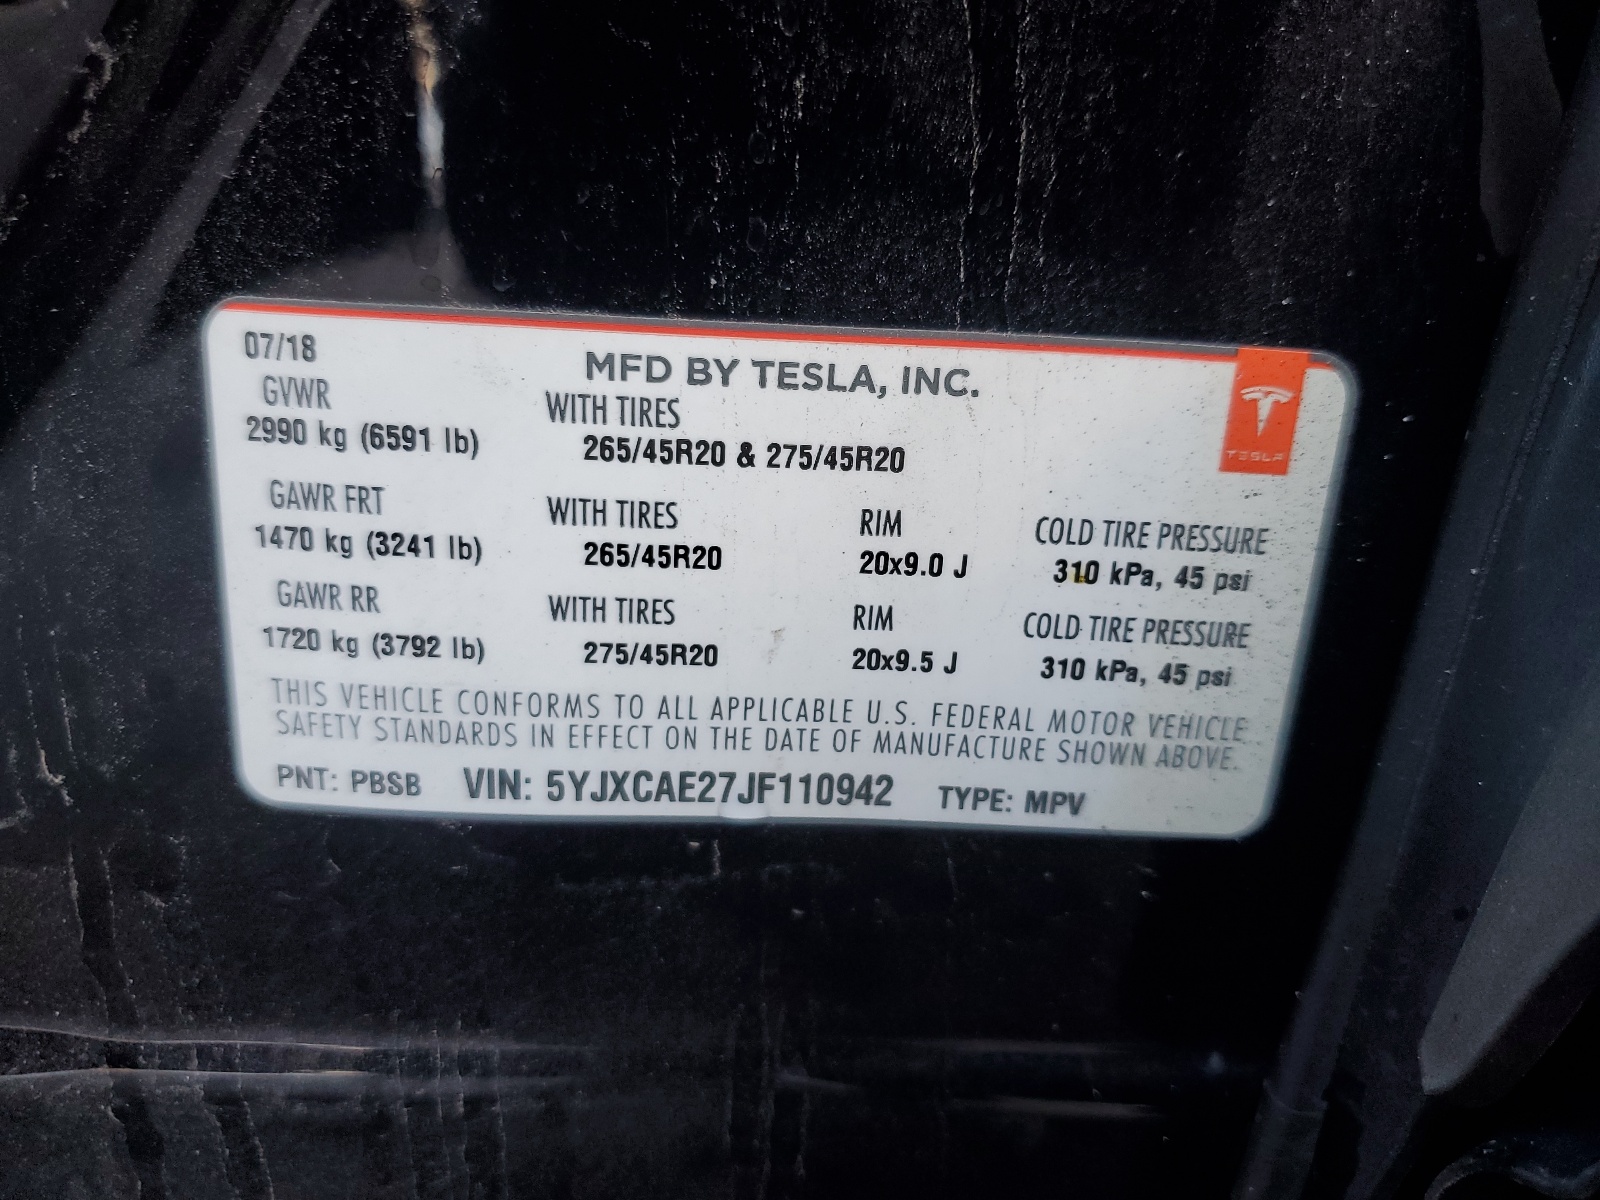 07/18
MFD BY TESLA, INC.
GVWR
WITH TIRES
2990 kg (6591 lb)
265/45R20 & 275/45R20
TESLA
GAWR FRT
WITH TIRES
RIM
COLD TIRE PRESSURE
1470 kg (3241 lb)
265/45R20
20x9.0 J
310 kPa, 45 psi
GAWR RR
WITH TIRES
RIM
COLD TIRE PRESSURE
1720 kg (3792 lb)
275/45R20
20x9.5 J
310 kPa, 45 psi
THIS VEHICLE CONFORMS TO ALL APPLICABLE U.S. FEDERAL MOTOR VEHICLE
SAFETY STANDARDS IN EFFECT ON THE DATE OF MANUFACTURE SHOWN ABOVE.
PNT: PBSB VIN: 5YJXCAE27JF110942 TYPE: MPV